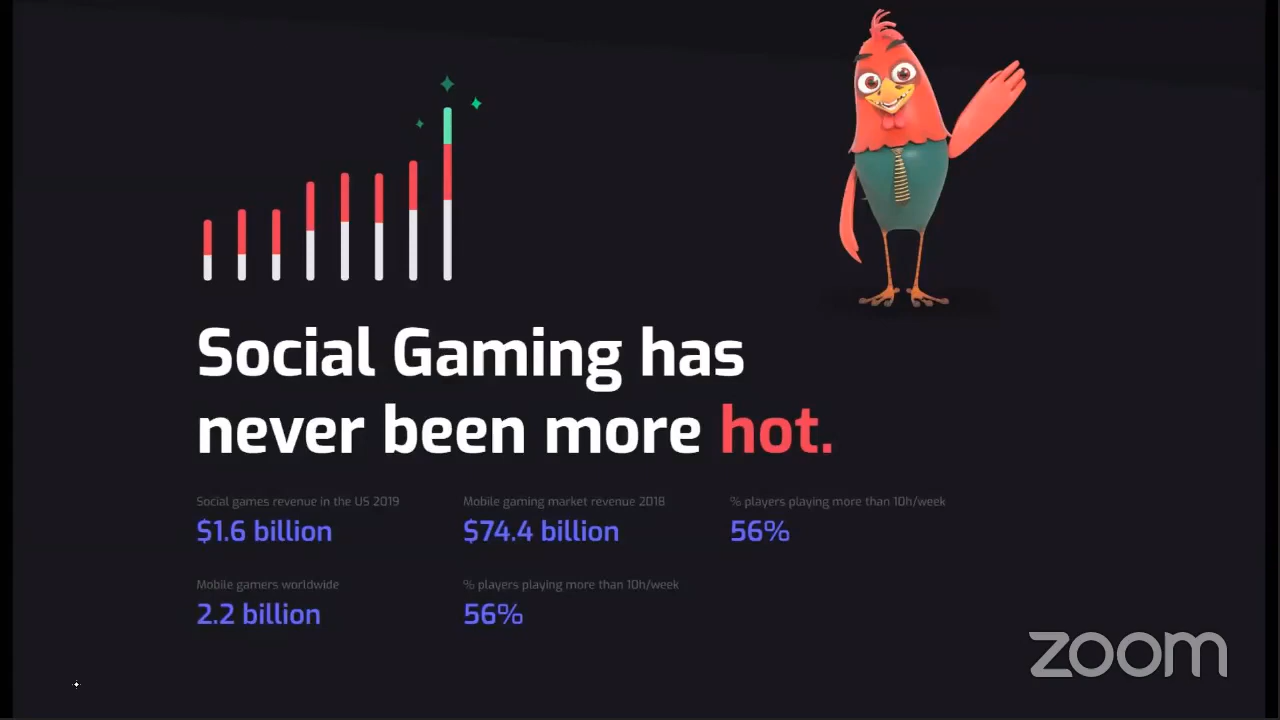 Social Gaming has
never been more hot.
Social games revenue in the US 2019
$1.6 billion
Mobile gaming market revenue 2018
$74.4 billion
% players playing more than 10h/week
56%
Mobile gamers worldwide
2.2 billion
% players playing more than 10h/week
56%
zoom